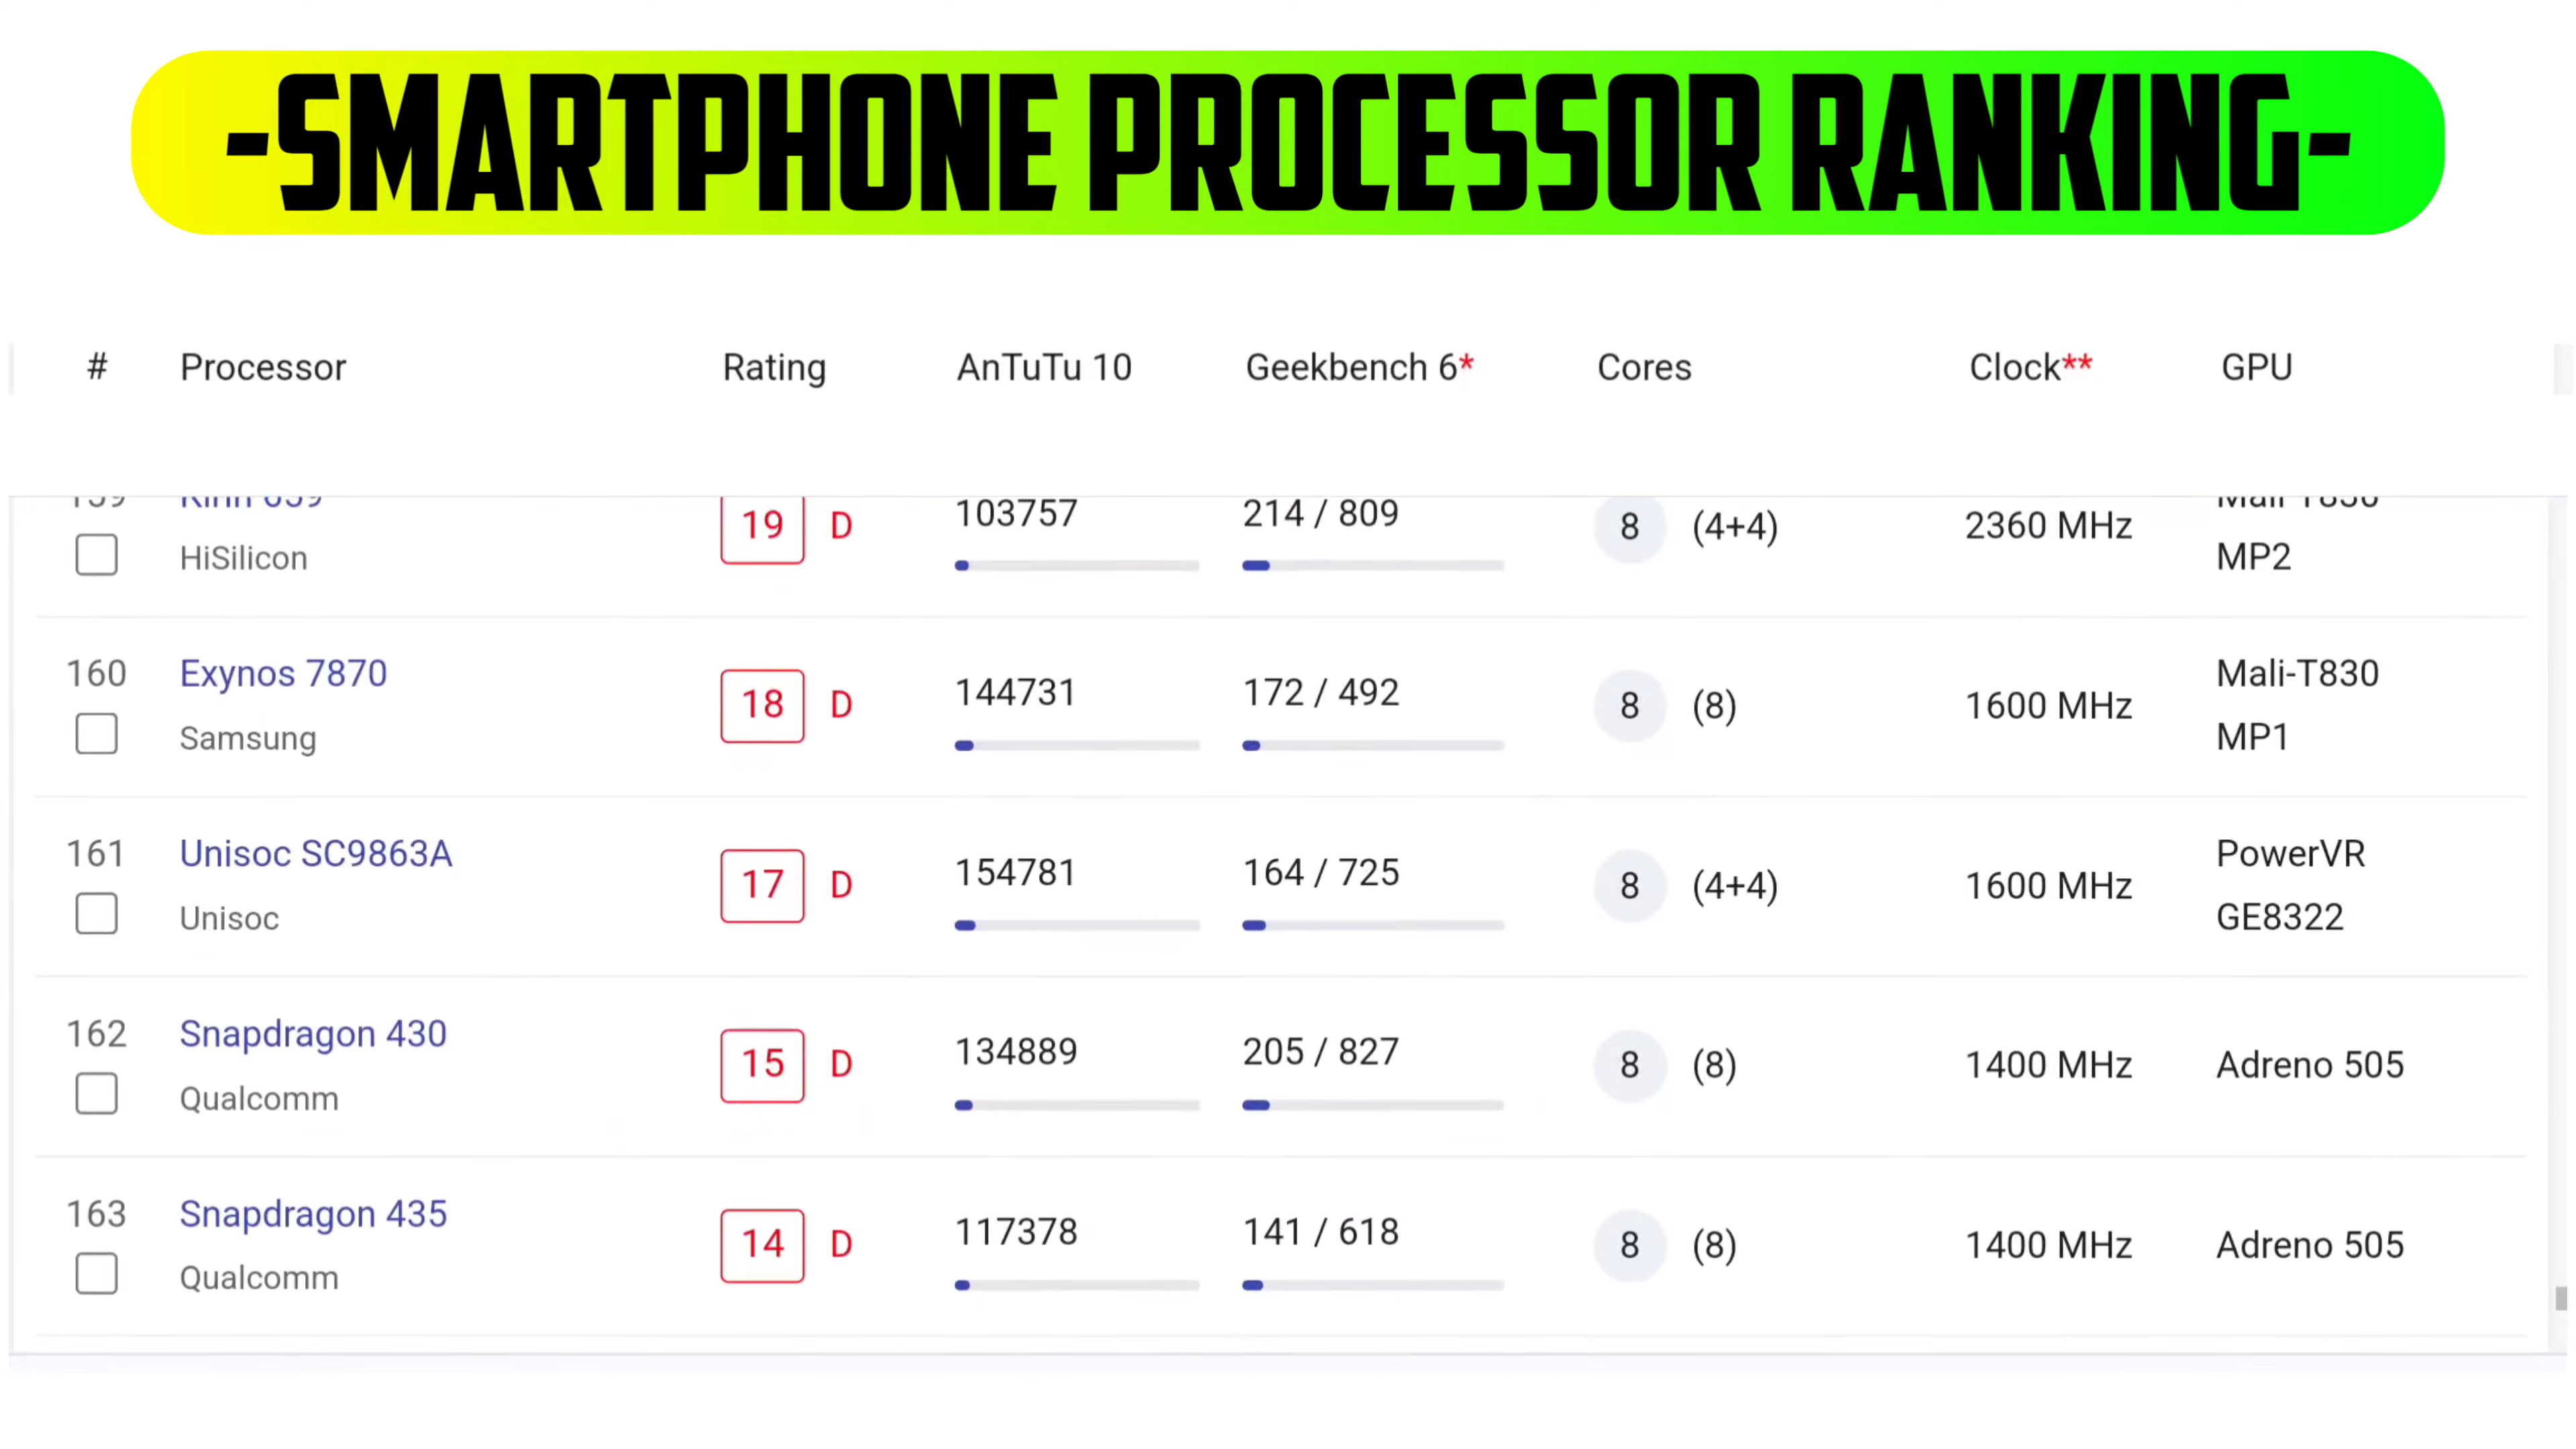 -SMARTPHONE PROCESSOR RANKING-
# Processor Rating AnTuTu 10 Geekbench 6* Cores Clock** GPU
19 D 103757 214 / 809 8 (4+4) 2360 MHz
HiSilicon MP2
160 Exynos 7870 18 D 144731 172 / 492 8 (8) 1600 MHz Mali-T830
Samsung MP1
161 Unisoc SC9863A 17 D 154781 164 / 725 8 (4+4) 1600 MHz PowerVR
Unisoc GE8322
162 Snapdragon 430 15 D 134889 205 / 827 8 (8) 1400 MHz Adreno 505
Qualcomm
163 Snapdragon 435 14 D 117378 141 / 618 8 (8) 1400 MHz Adreno 505
Qualcomm